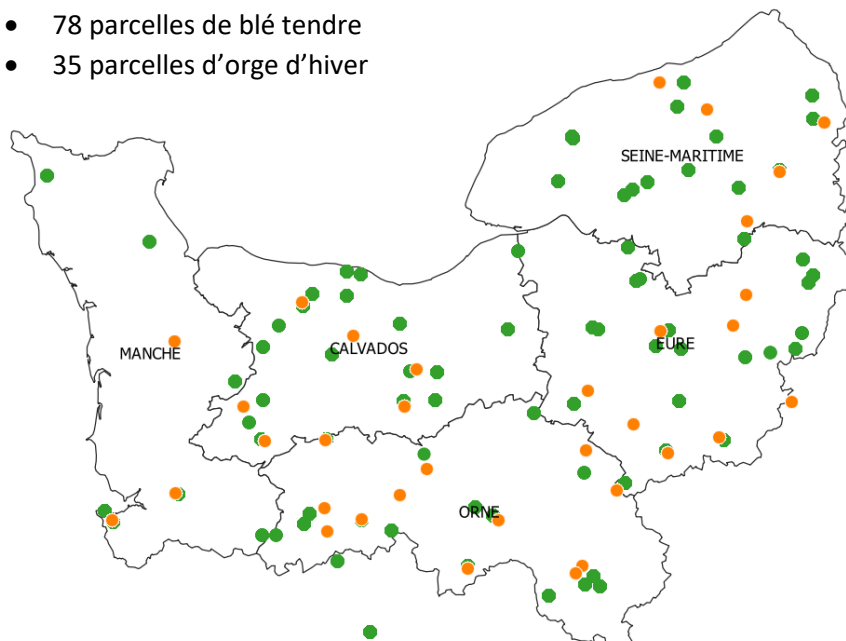 • 78 parcelles de blé tendre
• 35 parcelles d’orge d’hiver
SEINE-MARITIME
MANCHE
CALVADOS
EURE
ORNE